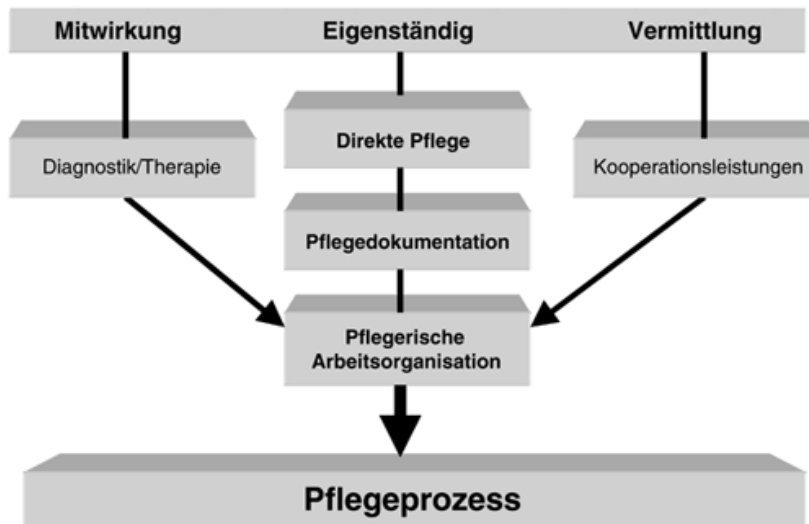 Mitwirkung Eigenständig Vermittlung
Direkte Pflege
Diagnostik/Therapie Kooperationsleistungen
Pflegedokumentation
Pflegerische
Arbeitsorganisation
Pflegeprozess